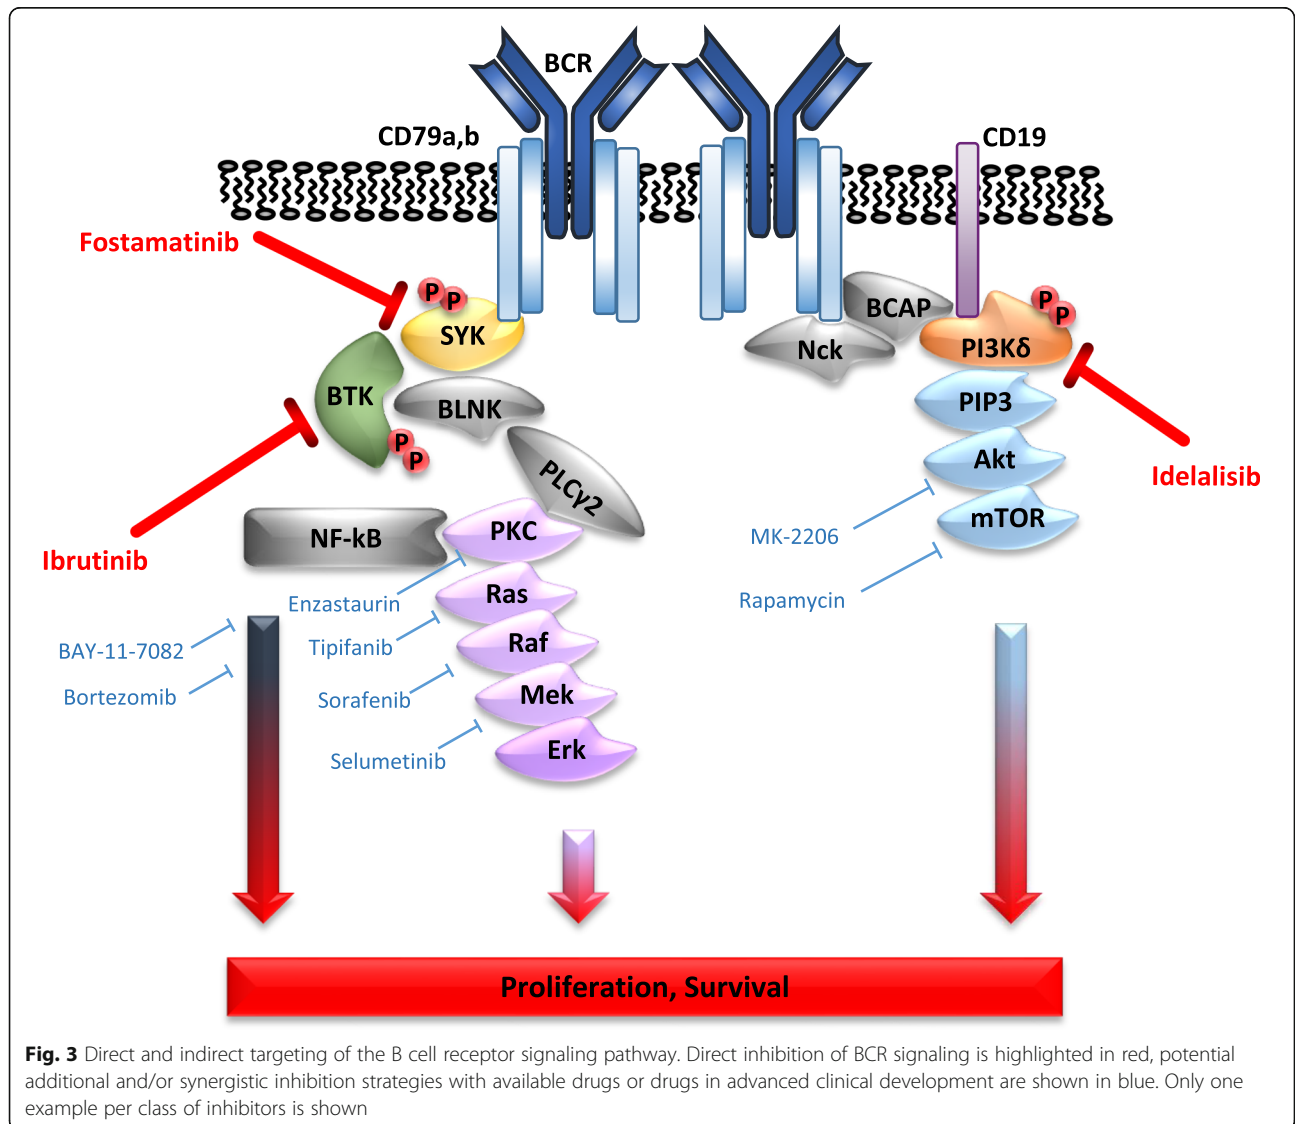 BCR
CD79a,b
CD19
Fostamatinib
P
P
SYK
BCAP
P
P
Nck
PI3Kδ
BTK
BLNK
PIP3
P
P
Akt
Idelalisib
PLCγ2
mTOR
MK-2206
NF-kB
PKC
Ibrutinib
Enzastaurin
Ras
Rapamycin
BAY-11-7082
Tipifanib
Raf
Bortezomib
Sorafenib
Mek
Selumetinib
Erk
Proliferation, Survival
Fig. 3 Direct and indirect targeting of the B cell receptor signaling pathway. Direct inhibition of BCR signaling is highlighted in red, potential
additional and/or synergistic inhibition strategies with available drugs or drugs in advanced clinical development are shown in blue. Only one
example per class of inhibitors is shown